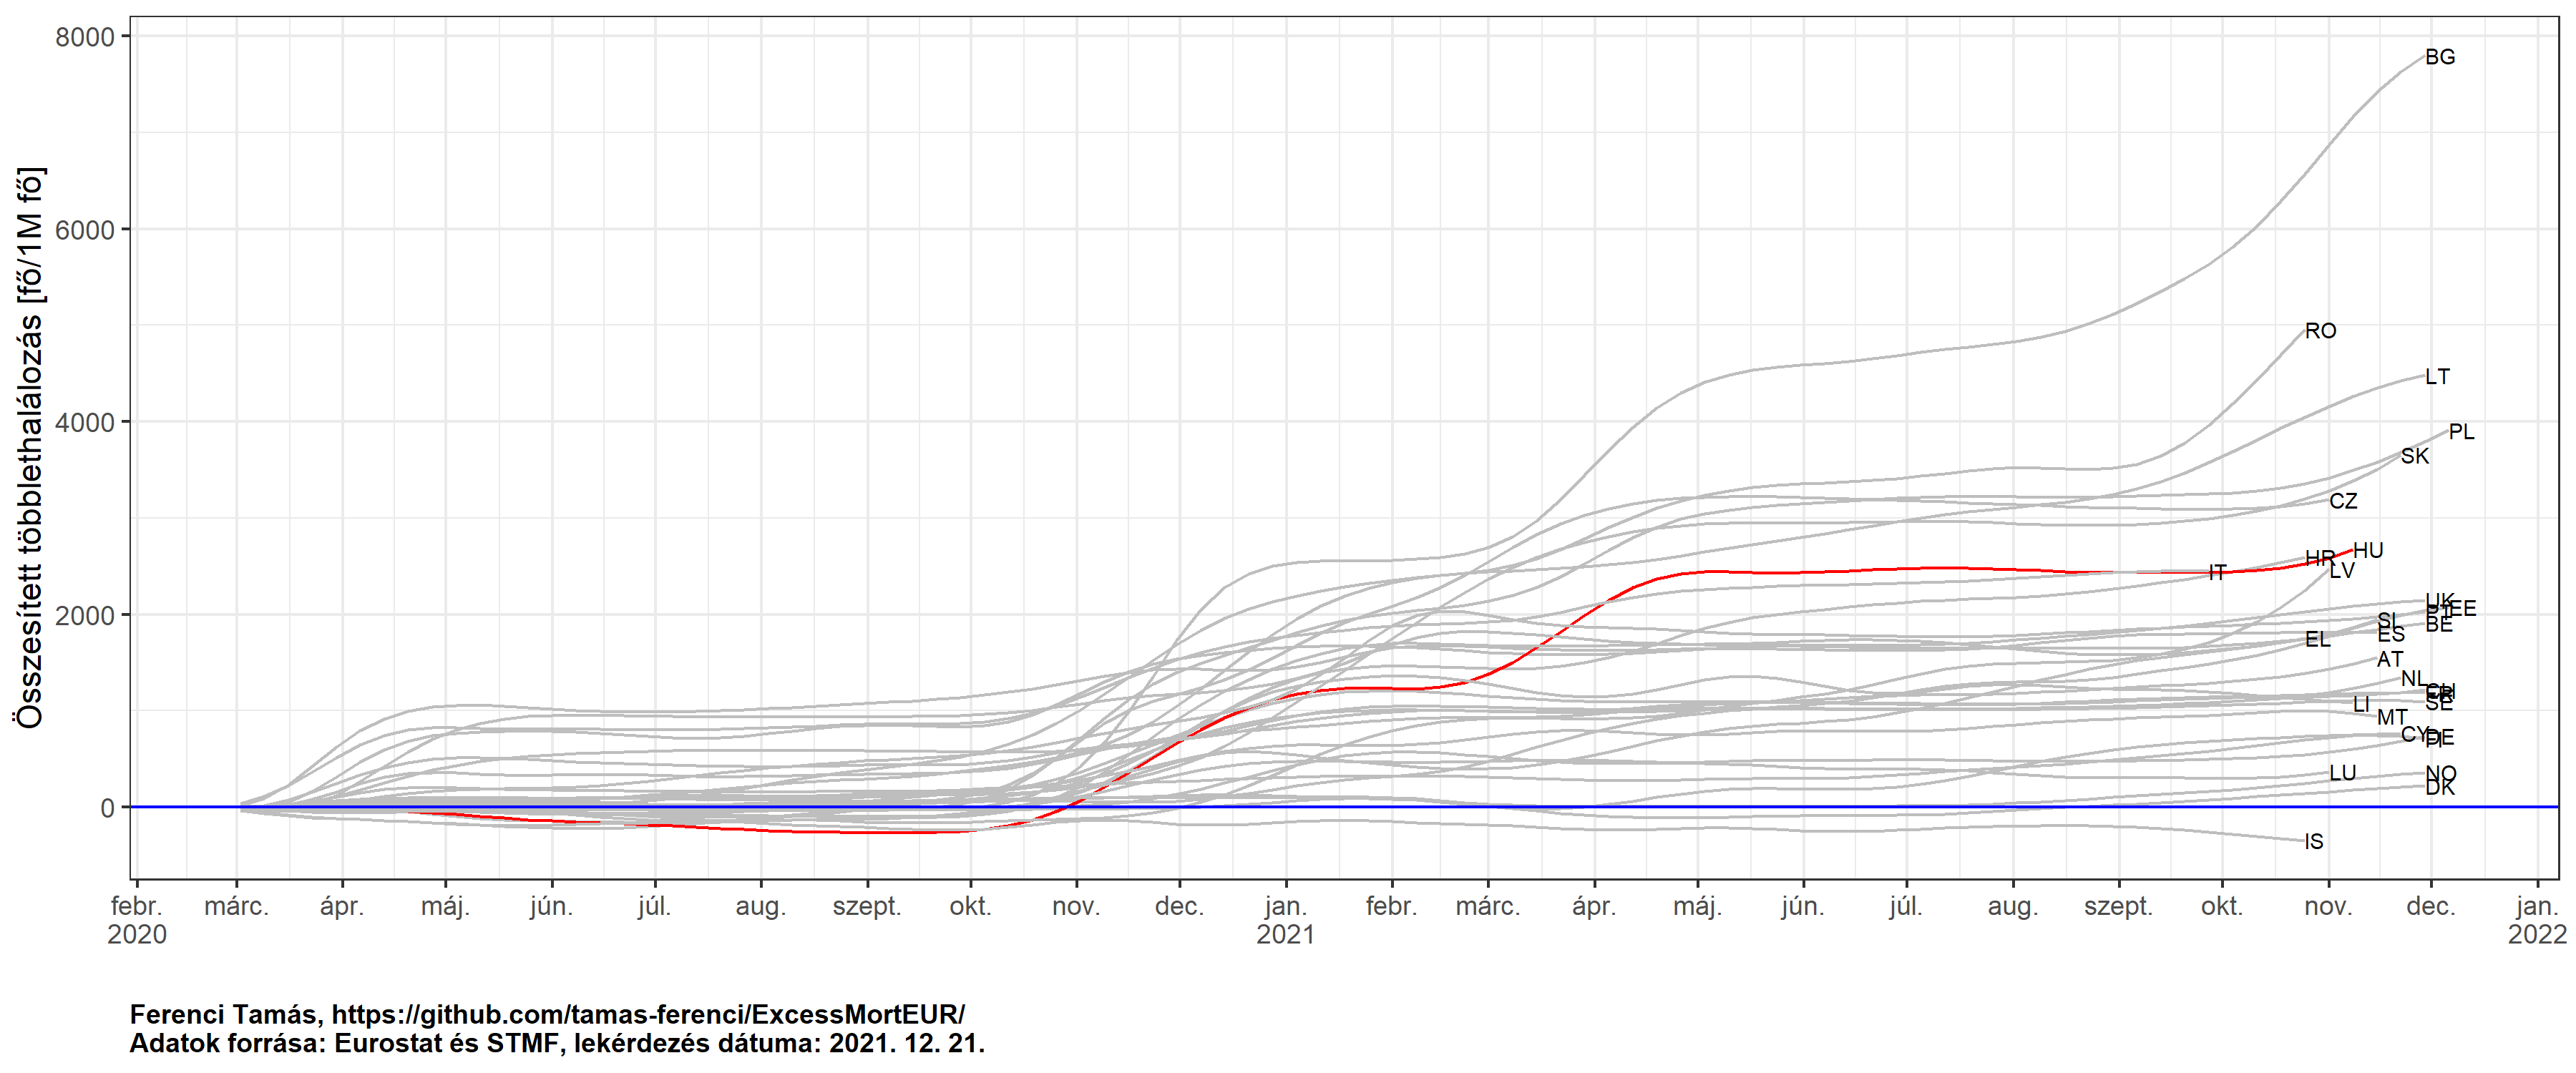 Összesített többlethalálozás [fő/1M fő]
8000
6000
4000
2000
0
BG
RO
LT
PL
SK
CZ
HU
HR
IT
LV
UK
EE
SI
BE
ES
EL
AT
NL
CH
SE
LI
MT
CY
DE
LU
NO
DK
IS
febr. márc. ápr. máj. jún. júl. aug. szept. okt. nov. dec. jan. febr. márc. ápr. máj. jún. júl. aug. szept. okt. nov. dec. jan.
2020 2021 2022
Ferenci Tamás, https://github.com/tamas-ferenci/ExcessMortEUR/
Adatok forrása: Eurostat és STMF, lekérdezés dátuma: 2021. 12. 21.